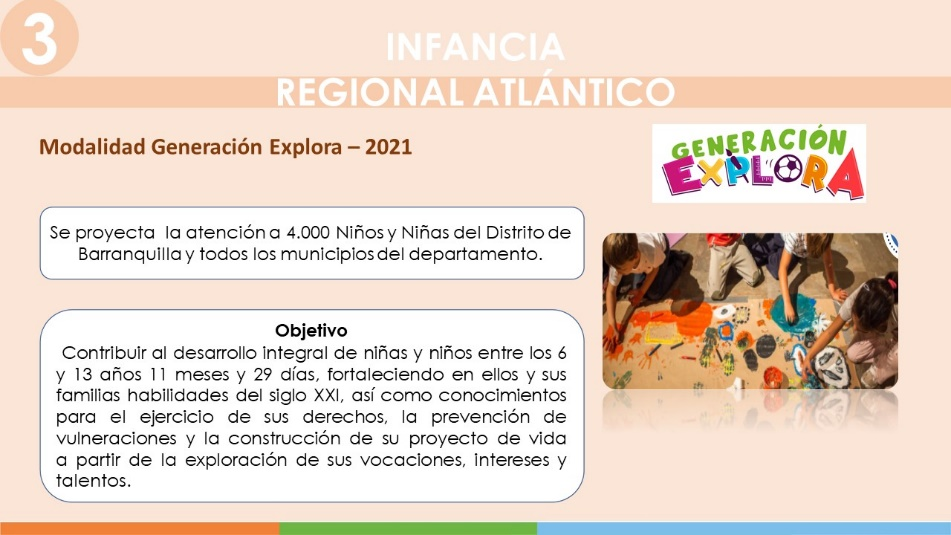 3
INFANCIA
REGIONAL ATLÁNTICO
Modalidad Generación Explora – 2021
GENERACIÓN
EXPLORA
Se proyecta la atención a 4.000 Niños y Niñas del Distrito de
Barranquilla y todos los municipios del departamento.
Objetivo
Contribuir al desarrollo integral de niñas y niños entre los 6
y 13 años 11 meses y 29 días, fortaleciendo en ellos y sus
familias habilidades del siglo XXI, así como conocimientos
para el ejercicio de sus derechos, la prevención de
vulneraciones y la construcción de su proyecto de vida
a partir de la exploración de sus vocaciones, intereses y
talentos.